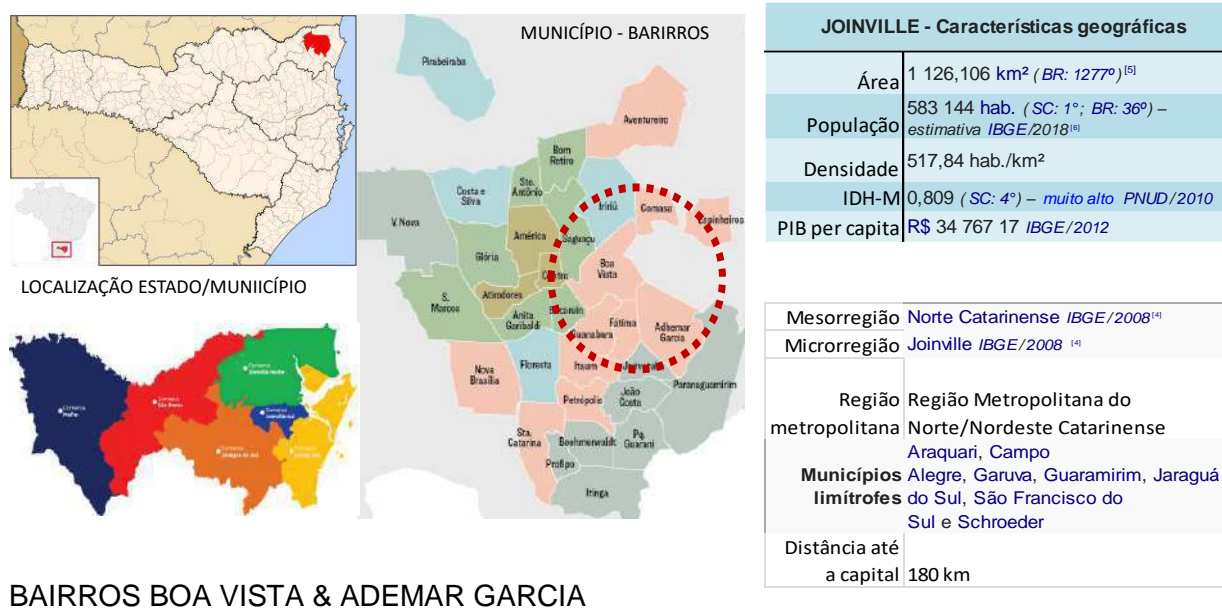 MUNICÍPIO - BARIRROS
Pirabeiraba
Aventureiro
Bom
Retiro
Costa e
Silva
Sto.
Antônio
Iririú
Comasa
Espinheiros
V. Nova
América
Saguaçu
Glória
Boa
Vista
Centro
S.
Marcos
Atiradores
Anita
Garibaldi
Bucarein
Fátima
Adhemar
Garcia
Guanabara
Floresta
Nova
Brasília
Itaum
Jarivatuba
Paranaguamirim
João
Costa
Petrópolis
Sta.
Catarina
Boehmerwaldt
Pq.
Guarani
Profipo
Itinga
LOCALIZAÇÃO ESTADO/MUNIICÍPIO
JOINVILLE - Características geográficas
Área 1 126,106 km² (BR: 1277º)[5]
População 583 144 hab. (SC: 1°; BR: 36º) –
estimativa IBGE/2018[6]
Densidade 517,84 hab./km²
IDH-M 0,809 (SC: 4°) – muito alto PNUD/2010
PIB per capita R$ 34 767 17 IBGE/2012
Mesorregião Norte Catarinense IBGE/2008[4]
Microrregião Joinville IBGE/2008 [4]
Região Região Metropolitana do
metropolitana Norte/Nordeste Catarinense
Araquari, Campo
Municípios Alegre, Garuva, Guaramirim, Jaraguá
limítrofes do Sul, São Francisco do
Sul e Schroeder
Distância até
a capital 180 km
BAIRROS BOA VISTA & ADEMAR GARCIA